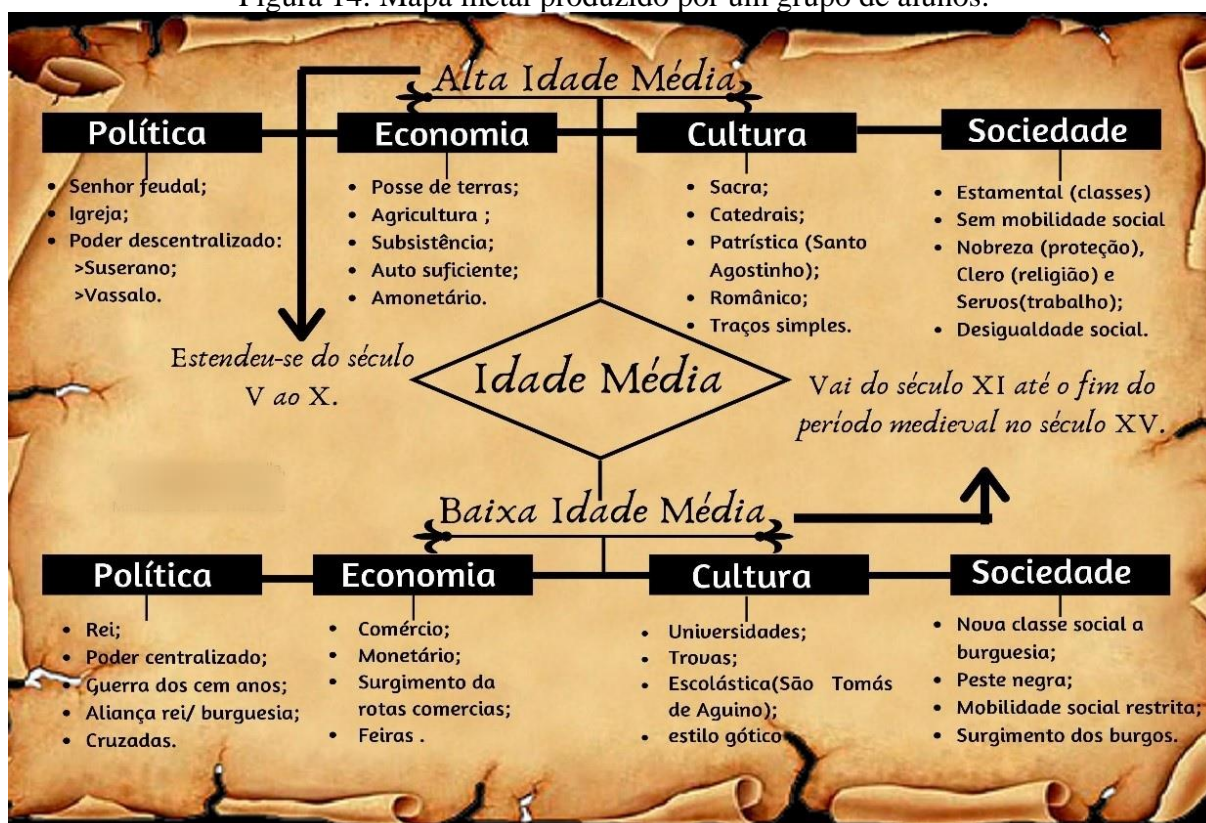 Figura 14: Mapa metal produzido por um grupo de alunos.
Alta Idade Média
Política
• Senhor feudal;
• Igreja;
• Poder descentralizado:
>Suserano;
>Vassalo.
Economia
• Posse de terras;
• Agricultura ;
• Subsistência;
• Auto suficiente;
• Amonetário.
Cultura
• Sacra;
• Catedrais;
• Patrística (Santo
Agostinho);
• Românico;
• Traços simples.
Sociedade
• Estamental (classes)
• Sem mobilidade social
• Nobreza (proteção),
Clero (religião) e
Servos(trabalho);
• Desigualdade social.
Estendeu-se do século
V ao X.
Idade Média
Vai do século XI até o fim do
período medieval no século XV.
Baixa Idade Média
Política
• Rei;
• Poder centralizado;
• Guerra dos cem anos;
• Aliança rei/ burguesia;
• Cruzadas.
Economia
• Comércio;
• Monetário;
• Surgimento da
rotas comercias;
• Feiras .
Cultura
• Universidades;
• Trovas;
• Escolástica(São Tomás
de Aguino);
• estilo gótico
Sociedade
• Nova classe social a
burguesia;
• Peste negra;
• Mobilidade social restrita;
• Surgimento dos burgos.